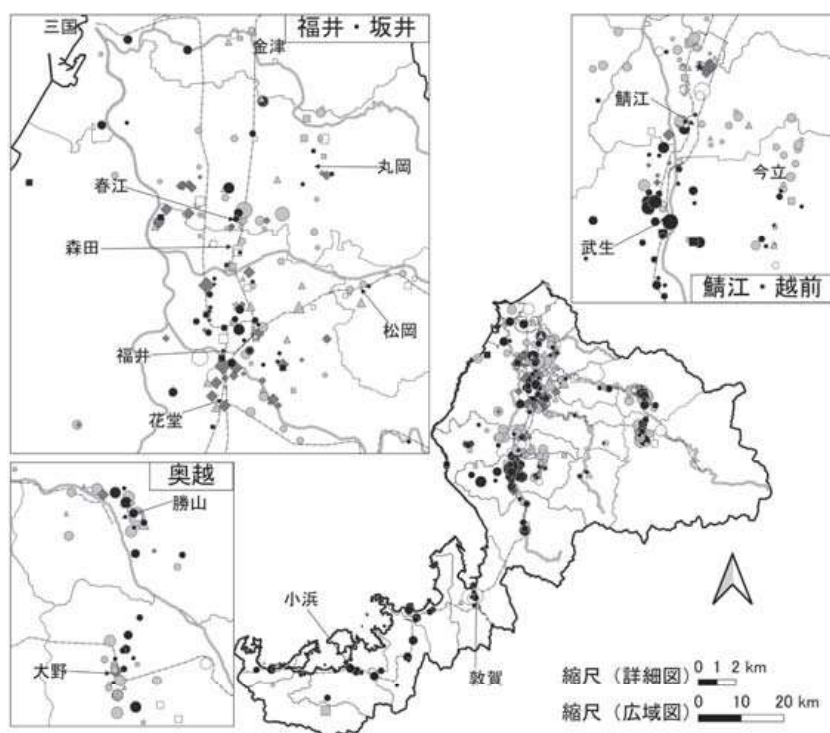 三国
金津
福井・坂井
丸岡
春江
森田
松岡
福井
花堂
鯖江
今立
武生
鯖江・越前
奥越
勝山
大野
小浜
敦賀
縮尺（詳細図） 0 1 2 km
縮尺（広域図） 0 10 20 km